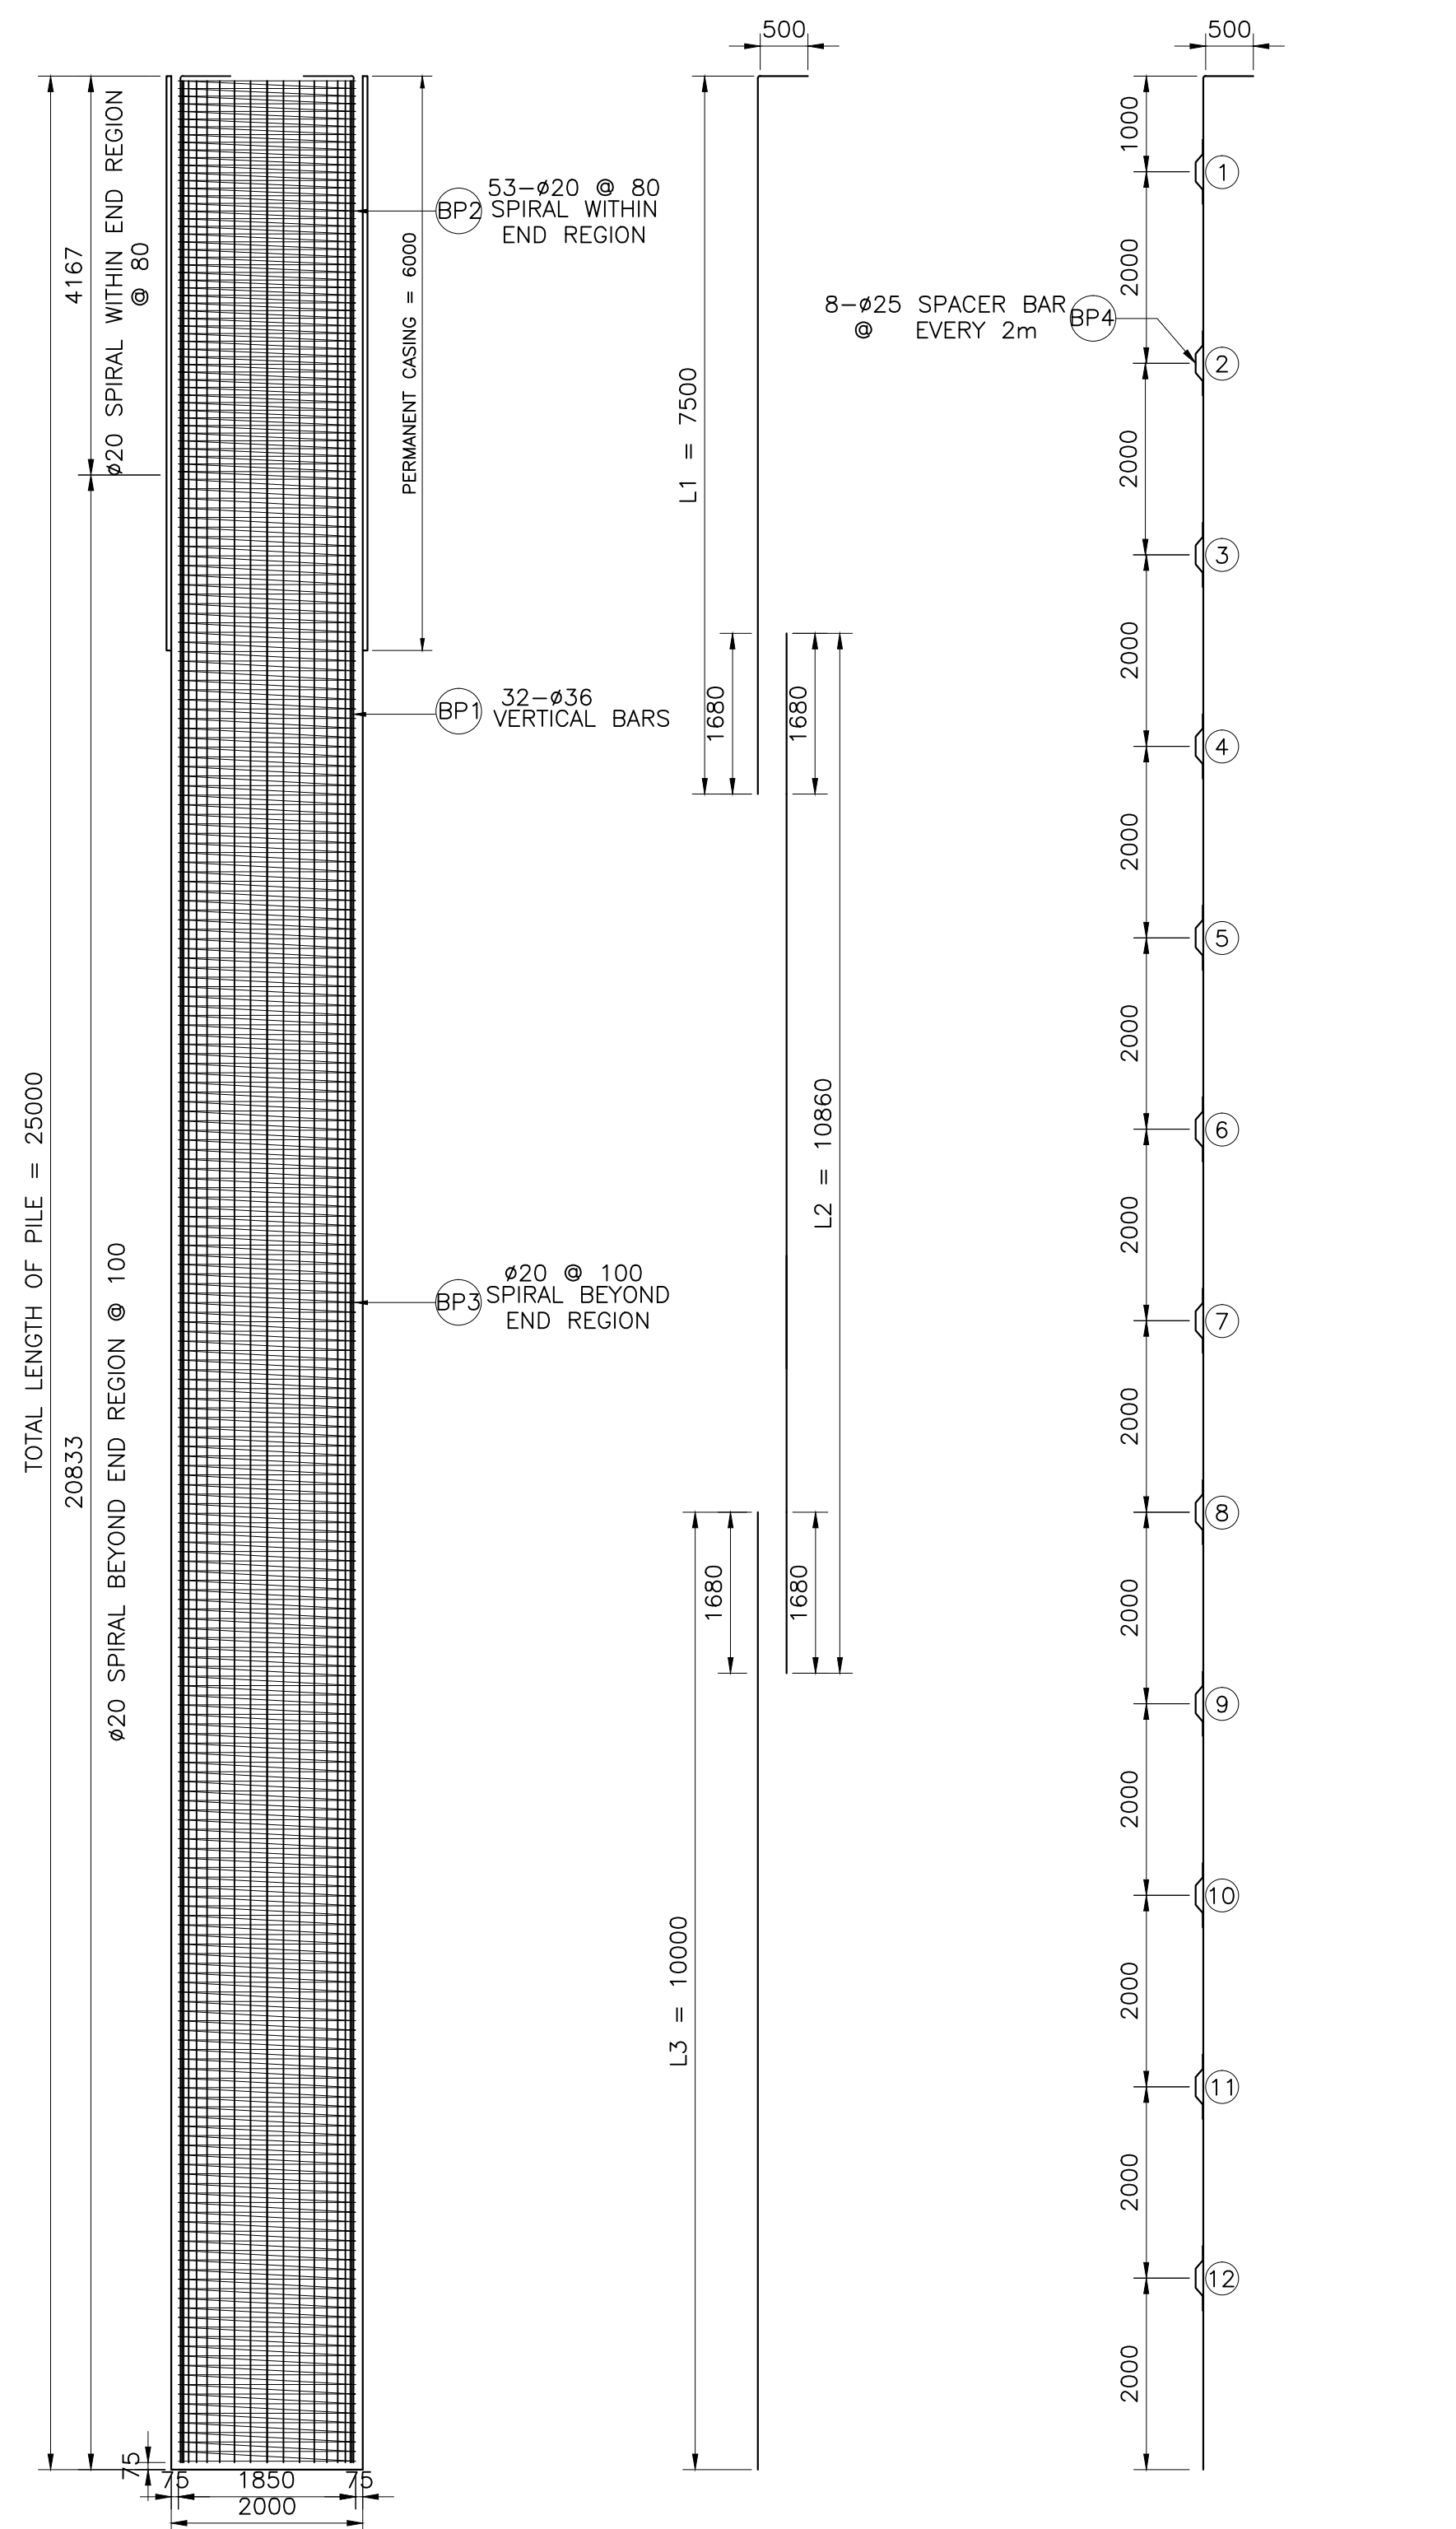 500
500
1000
53-ø20 @ 80
SPIRAL WITHIN
END REGION
BP2
4167
ø20 SPIRAL WITHIN END REGION
@ 80
PERMANENT CASING = 6000
2000
8-ø25 SPACER BAR
@ EVERY 2m
BP4
L1 = 7500
1
2
3
4
5
6
7
8
9
10
11
12
2000
2000
2000
2000
2000
2000
2000
2000
2000
2000
2000
1680
1680
BP1
32-ø36
VERTICAL BARS
TOTAL LENGTH OF PILE = 25000
20833
ø20 SPIRAL BEYOND END REGION @ 100
BP3
ø20 @ 100
SPIRAL BEYOND
END REGION
L2 = 10860
1680
1680
L3 = 10000
75
75
1850
75
2000